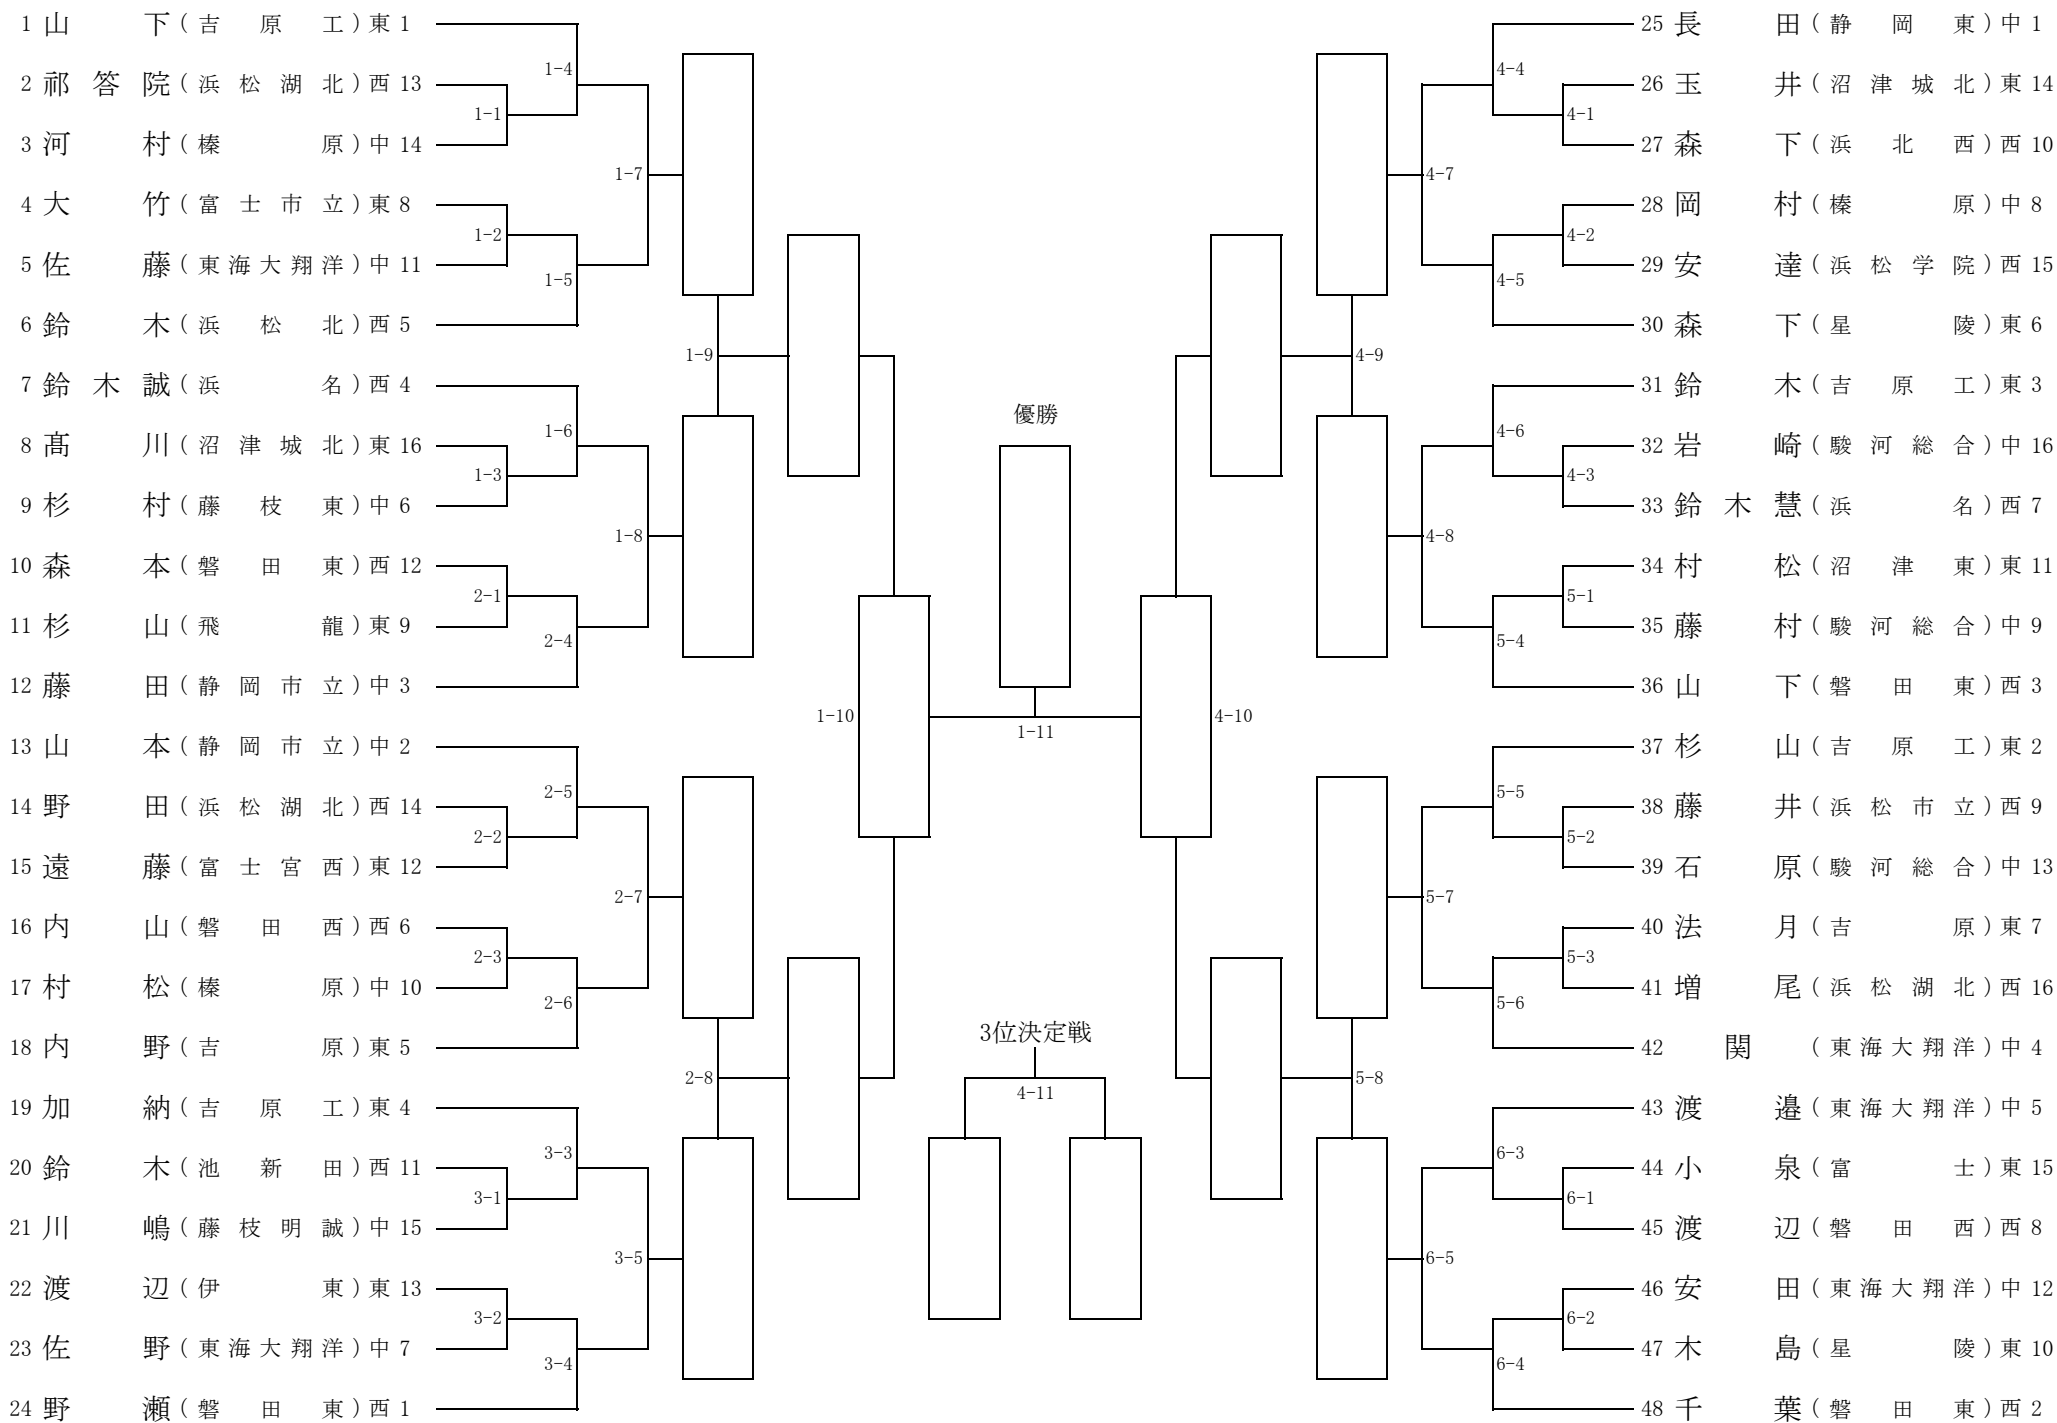 1 山下（吉原工）東 1
1-4
2 祁答院（浜松湖北）西 13
1-1
3 河村（榛原）中 14
1-7
4 大竹（富士市立）東 8
1-2
5 佐藤（東海大翔洋）中 11
1-5
6 鈴木（浜松北）西 5
1-9
7 鈴木誠（浜名）西 4
1-6
8 髙川（沼津城北）東 16
1-3
9 杉村（藤枝東）中 6
1-8
10 森本（磐田東）西 12
2-1
11 杉山（飛龍）東 9
2-4
12 藤田（静岡市立）中 3
1-10
13 山本（静岡市立）中 2
2-5
14 野田（浜松湖北）西 14
2-2
15 遠藤（富士宮西）東 12
2-7
16 内山（磐田西）西 6
2-3
17 村松（榛原）中 10
2-6
18 内野（吉原）東 5
2-8
19 加納（吉原工）東 4
3-3
20 鈴木（池新田）西 11
3-1
21 川嶋（藤枝明誠）中 15
3-5
22 渡辺（伊東）東 13
3-2
23 佐野（東海大翔洋）中 7
3-4
24 野瀬（磐田東）西 1
優勝
1-11
3位決定戦
4-11
25 長田（静岡東）中 1
4-4
26 玉井（沼津城北）東 14
4-1
27 森下（浜北西）西 10
4-7
28 岡村（榛原）中 8
4-2
29 安達（浜松学院）西 15
4-5
30 森下（星陵）東 6
4-9
31 鈴木（吉原工）東 3
4-6
32 岩崎（駿河総合）中 16
4-3
33 鈴木慧（浜名）西 7
4-8
34 村松（沼津東）東 11
5-1
35 藤村（駿河総合）中 9
5-4
36 山下（磐田東）西 3
4-10
37 杉山（吉原工）東 2
5-5
38 藤井（浜松市立）西 9
5-2
39 石原（駿河総合）中 13
5-7
40 法月（吉原）東 7
5-3
41 増尾（浜松湖北）西 16
5-6
42 関（東海大翔洋）中 4
5-8
43 渡邉（東海大翔洋）中 5
6-3
44 小泉（富士）東 15
6-1
45 渡辺（磐田西）西 8
6-5
46 安田（東海大翔洋）中 12
6-2
47 木島（星陵）東 10
6-4
48 千葉（磐田東）西 2